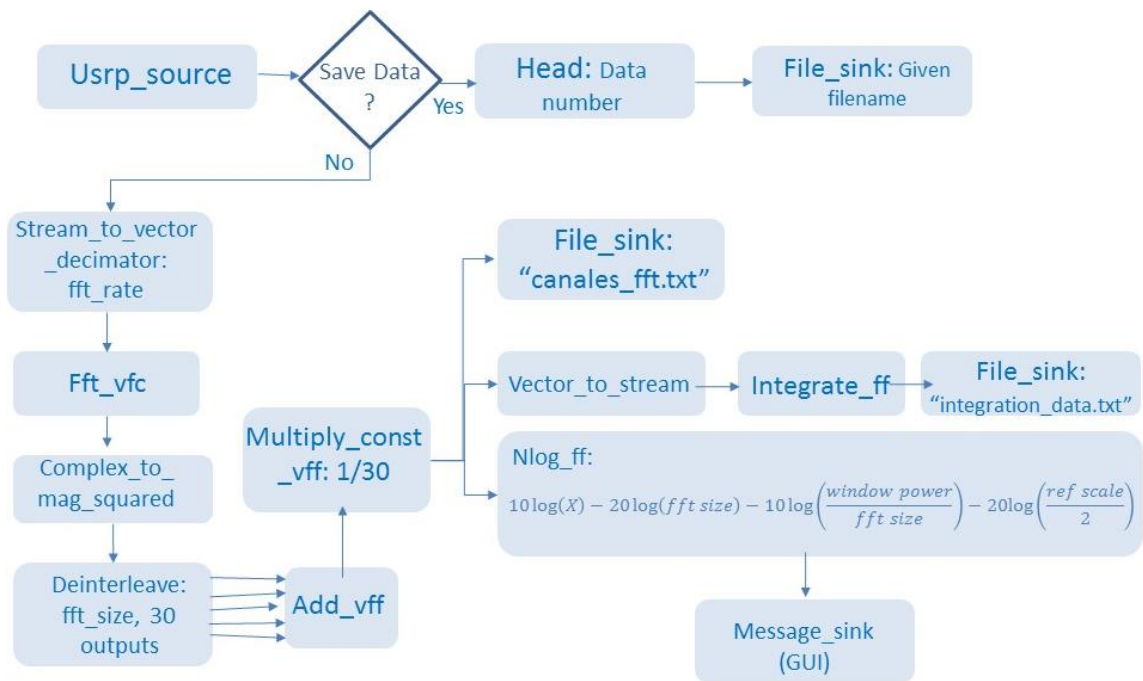 Usrp_source
Save Data
?
Yes
No
Head: Data
number
File_sink: Given
filename
Stream_to_vector
_decimator:
fft_rate
Fft_vfc
Complex_to_
mag_squared
Deinterleave:
fft_size, 30
outputs
Add_vff
Multiply_const
_vff: 1/30
File_sink:
“canales_fft.txt”
Vector_to_stream
Integrate_ff
File_sink:
“integration_data.txt”
Nlog_ff:
10 log(X) − 20log(fft size) − 10log(window power / fft size) − 20log(ref scale / 2)
Message_sink
(GUI)